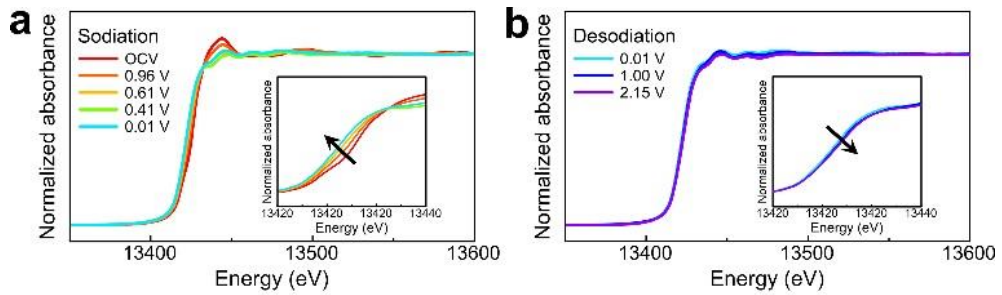 a
Sodiation
OCV
0.96 V
0.61 V
0.41 V
0.01 V
Normalized absorbance
Normalized absorbance
13420 13420 13420 13440
Energy (eV)
13400 13500 13600
Energy (eV)
b
Desodiation
0.01 V
1.00 V
2.15 V
Normalized absorbance
Normalized absorbance
13420 13420 13420 13440
Energy (eV)
13400 13500 13600
Energy (eV)